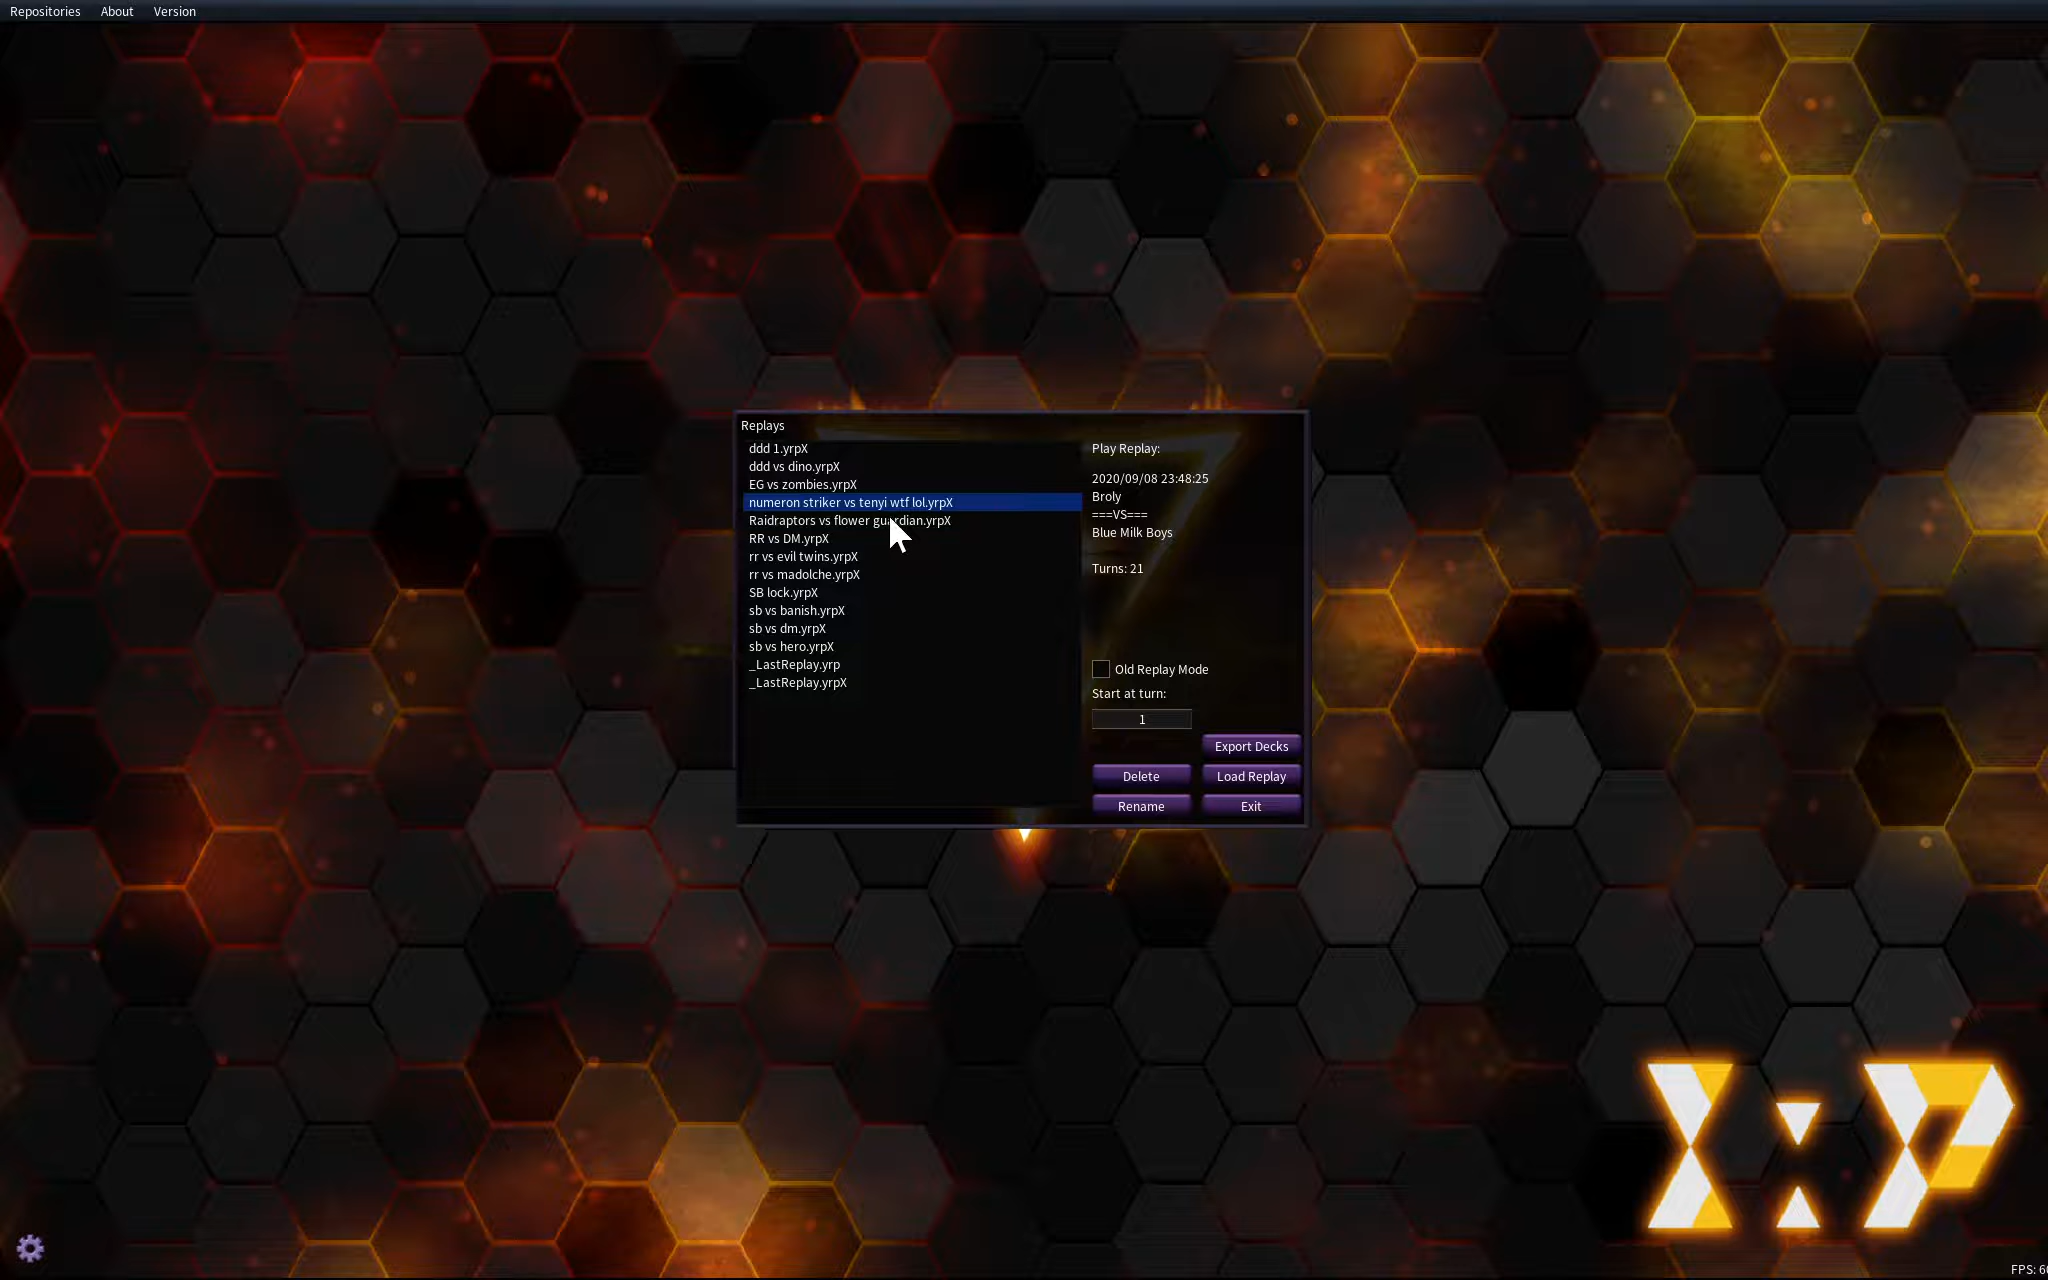 Repositories About Version
Replays
ddd 1.yrpX
ddd vs dino.yrpX
EG vs zombies.yrpX
numeron striker vs tenyi wtf lol.yrpX
Raidraptors vs flower guardian.yrpX
RR vs DM.yrpX
rr vs evil twins.yrpX
rr vs madolche.yrpX
SB lock.yrpX
sb vs banish.yrpX
sb vs dm.yrpX
sb vs hero.yrpX
_LastReplay.yrp
_LastReplay.yrpX
Play Replay:
2020/09/08 23:48:25
Broly
===VS===
Blue Milk Boys
Turns: 21
Old Replay Mode
Start at turn:
1
Export Decks
Delete Load Replay
Rename Exit
FPS: